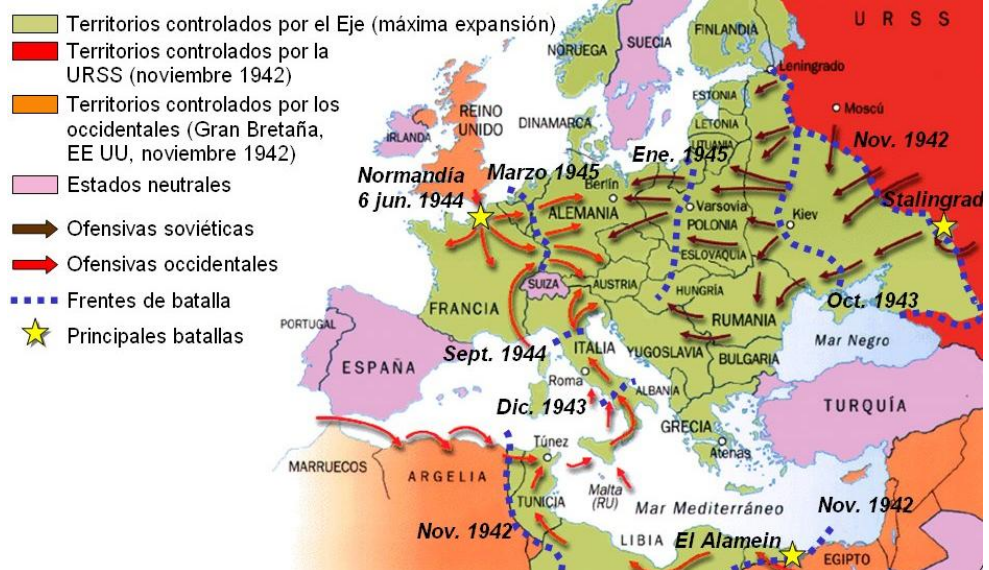 Territorios controlados por el Eje (máxima expansión)
Territorios controlados por la
URSS (noviembre 1942)
Territorios controlados por los
occidentales (Gran Bretaña,
EE UU, noviembre 1942)
Estados neutrales
Ofensivas soviéticas
Ofensivas occidentales
Frentes de batalla
Principales batallas
URSS
FINLANDIA
SUECIA
NORUEGA
Leningrado
ESTONIA
Moscú
REINO
UNIDO
DINAMARCA
LETONIA
IRLANDA
LITUANIA
Nov. 1942
Ene. 1945
Marzo 1945
Normandía
6 jun. 1944
Berlín
Stalingrad
Varsovia
ALEMANIA
POLONIA
Kiev
ESLOVAQUIA
SUIZA
AUSTRIA
HUNGRÍA
Oct. 1943
FRANCIA
RUMANIA
PORTUGAL
Mar Negro
Sept. 1944
ITALIA
YUGOSLAVIA
BULGARIA
ESPAÑA
Roma
ALBANIA
Dic. 1943
TURQUÍA
GRECIA
Atenas
Túnez
MARRUECOS
ARGELIA
Malta
(RU)
Mar Mediterráneo
Nov. 1942
TUNICIA
Nov. 1942
LIBIA
El Alamein
EGIPTO